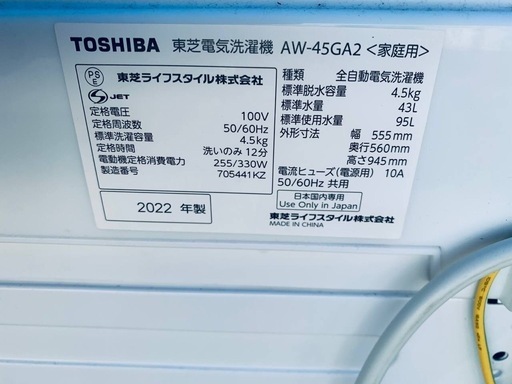 TOSHIBA 東芝電気洗濯機 AW-45GA2 <家庭用>
PS E 東芝ライフスタイル株式会社
S JET
定格電圧 100V
定格周波数 50/60Hz
標準洗濯容量 4.5kg
定格時間 洗いのみ 12分
電動機定格消費電力 255/330W
製造番号 705441KZ
2022 年製
種類 全自動電気洗濯機
標準脱水容量 4.5kg
標準水量 43L
標準使用水量 95L
外形寸法 幅 555mm
奥行560mm
高さ945mm
電流ヒューズ(電源用) 10A
50/60Hz 共用
日本国内専用
Use Only in Japan
東芝ライフスタイル株式会社
MADE IN CHINA